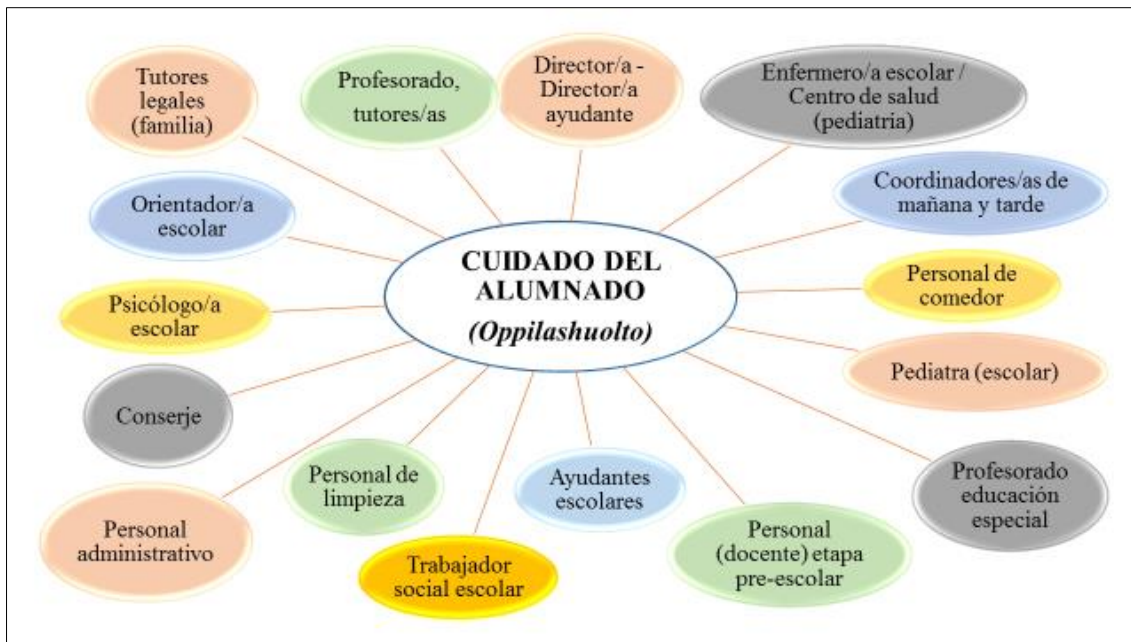 Tutores
legales
(familia)
Profesorado,
tutores/as
Director/a -
Director/a
ayudante
Enfermero/a escolar /
Centro de salud
(pediatria)
Orientador/a
escolar
CUIDADO DEL
ALUMNADO
(Oppilashuolto)
Coordinadores/as de
mañana y tarde
Psicólogo/a
escolar
Personal de
comedor
Conserje
Pediatra (escolar)
Personal
administrativo
Personal de
limpieza
Trabajador
social escolar
Ayudantes
escolares
Personal
(docente) etapa
pre-escolar
Profesorado
educación
especial